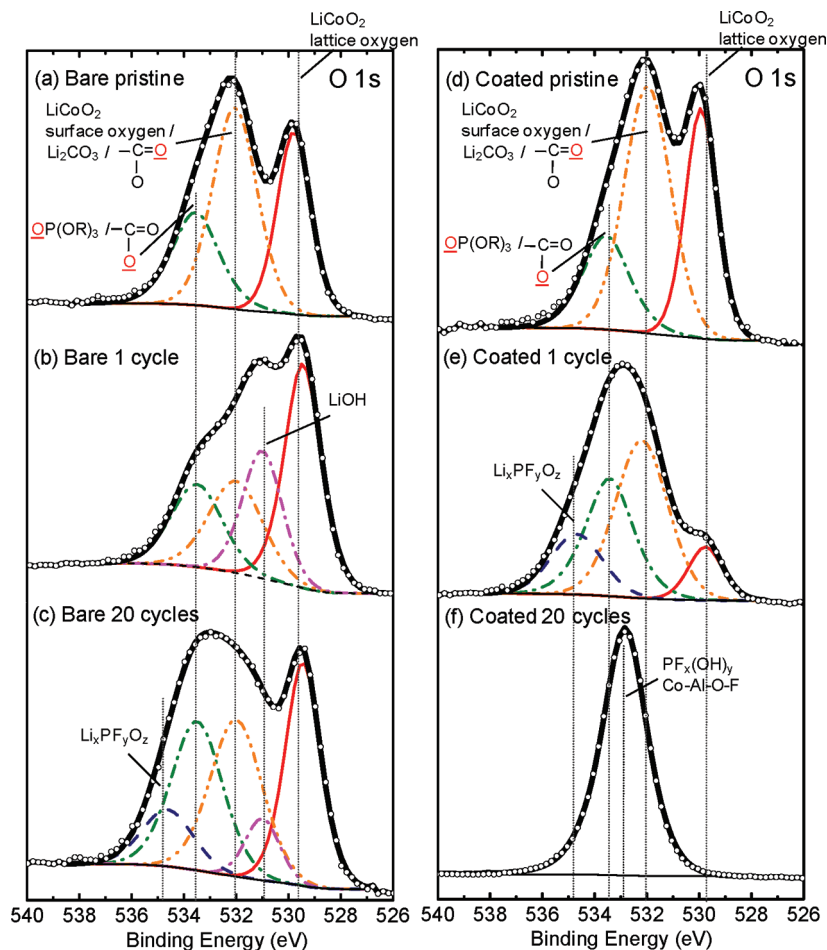 LiCoO₂
lattice oxygen
(a) Bare pristine
O 1s
LiCoO₂
surface oxygen /
Li₂CO₃ / C=O
O
OP(OR)₃ / C=O
O
(b) Bare 1 cycle
LiOH
(c) Bare 20 cycles
LiₓPFᵧO_z
540 538 536 534 532 530 528 526
Binding Energy (eV)
LiCoO₂
lattice oxygen
(d) Coated pristine
O 1s
LiCoO₂
surface oxygen /
Li₂CO₃ / C=O
O
OP(OR)₃ / C=O
O
(e) Coated 1 cycle
LiₓPFᵧO_z
(f) Coated 20 cycles
PFₓ(OH)ᵧ
Co-Al-O-F
540 538 536 534 532 530 528 526
Binding Energy (eV)